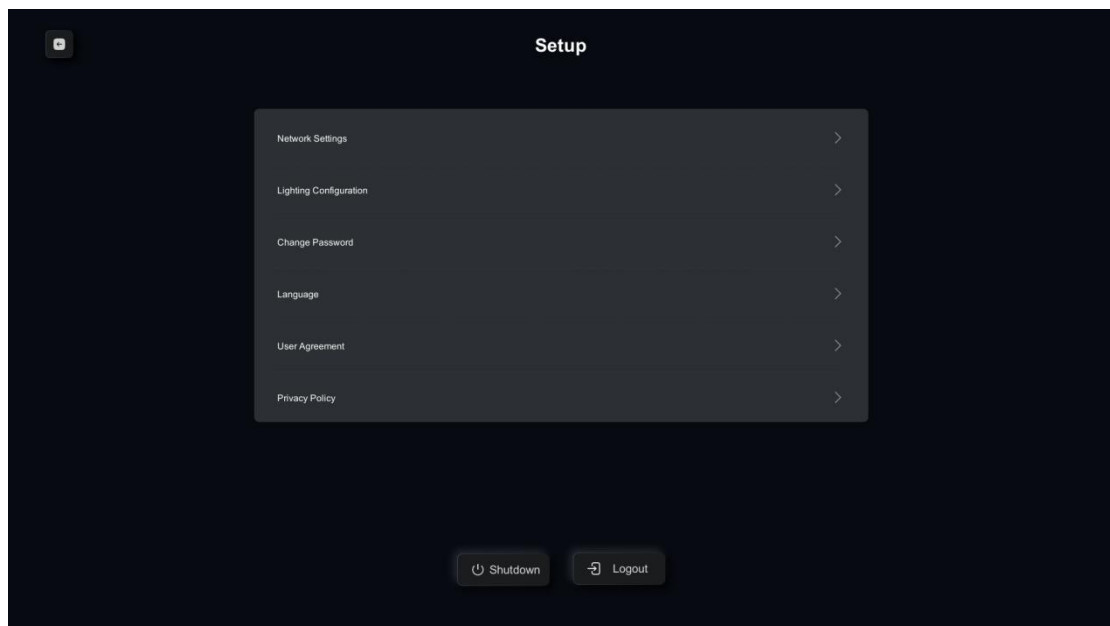 Setup
Network Settings
Lighting Configuration
Change Password
Language
User Agreement
Privacy Policy
Shutdown
Logout